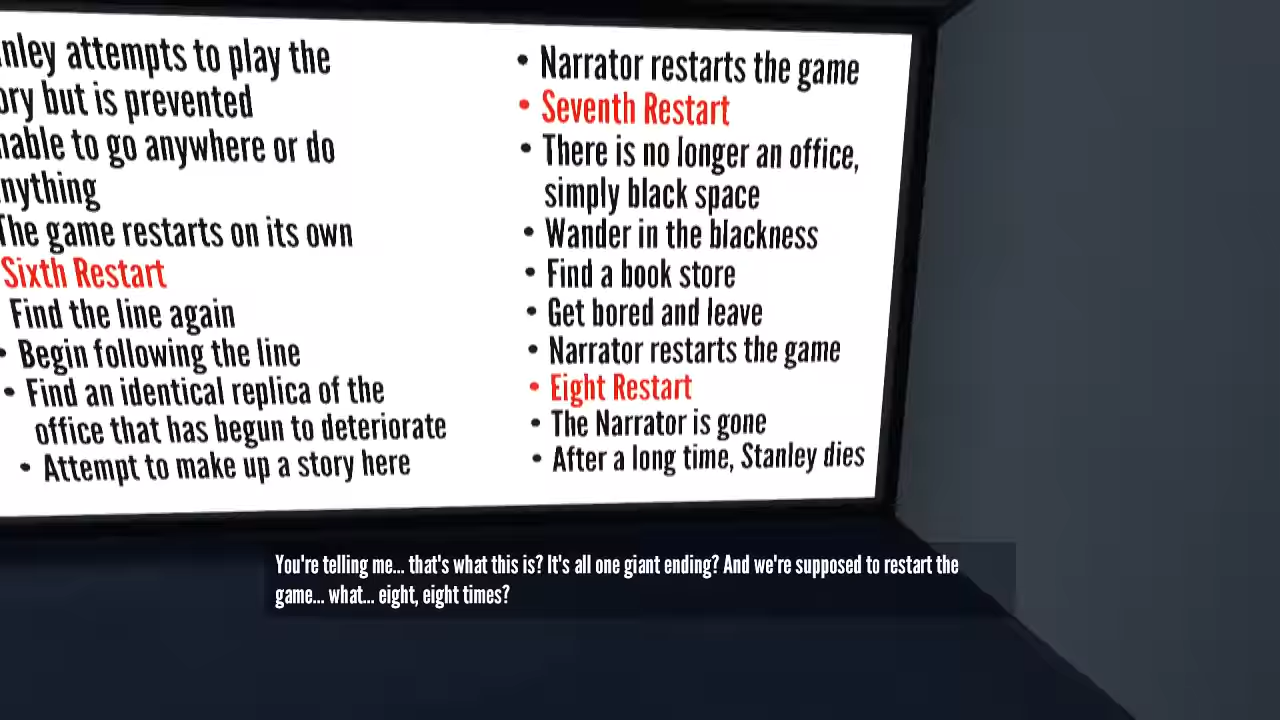 nley attempts to play the
ory but is prevented
nable to go anywhere or do
nything
The game restarts on its own
Sixth Restart
Find the line again
• Begin following the line
• Find an identical replica of the
office that has begun to deteriorate
• Attempt to make up a story here
• Narrator restarts the game
• Seventh Restart
• There is no longer an office,
simply black space
• Wander in the blackness
• Find a book store
• Get bored and leave
• Narrator restarts the game
• Eight Restart
• The Narrator is gone
• After a long time, Stanley dies
You're telling me... that's what this is? It's all one giant ending? And we're supposed to restart the
game... what... eight, eight times?